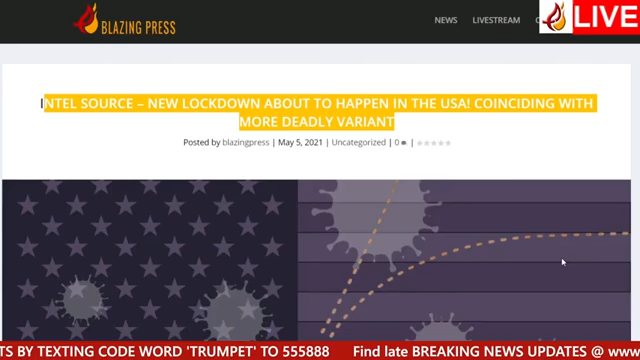 BLAZING PRESS
NEWS
LIVESTREAM
LIVE
INTEL SOURCE – NEW LOCKDOWN ABOUT TO HAPPEN IN THE USA! COINCIDING WITH
MORE DEADLY VARIANT
Posted by blazingpress | May 5, 2021 | Uncategorized | 0 |
TS BY TEXTING CODE WORD 'TRUMPET' TO 555888 Find late BREAKING NEWS UPDATES @ www